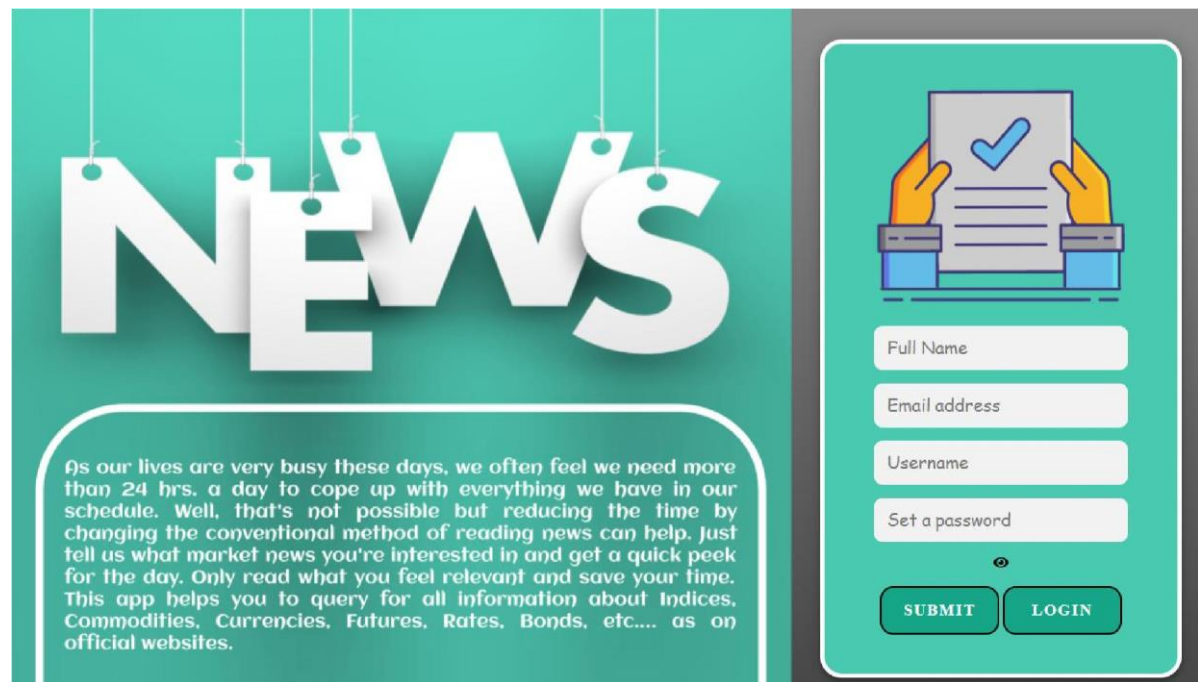 NEWS
As our lives are very busy these days, we often feel we need more
than 24 hrs. a day to cope up with everything we have in our
schedule. Well, that's not possible but reducing the time by
changing the conventional method of reading news can help. Just
tell us what market news you're interested in and get a quick peek
for the day. Only read what you feel relevant and save your time.
This app helps you to query for all information about Indices,
Commodities, Currencies, Futures, Rates, Bonds, etc.... as on
official websites.
Full Name
Email address
Username
Set a password
SUBMIT
LOGIN